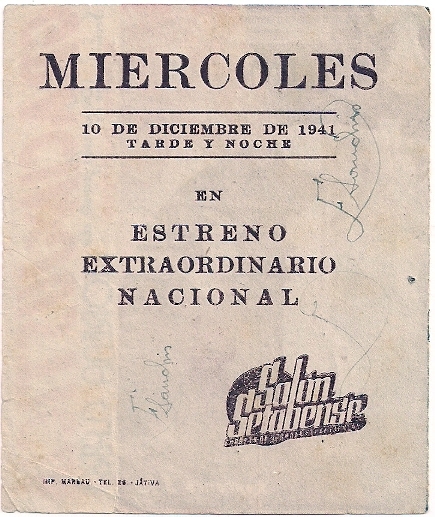 MIERCOLES
10 DE DICIEMBRE DE 1941
TARDE Y NOCHE
EN
ESTRENO
EXTRAORDINARIO
NACIONAL
Salón
Setabense
IMP. MARBAU - TEL. 26 - JÁTIVA